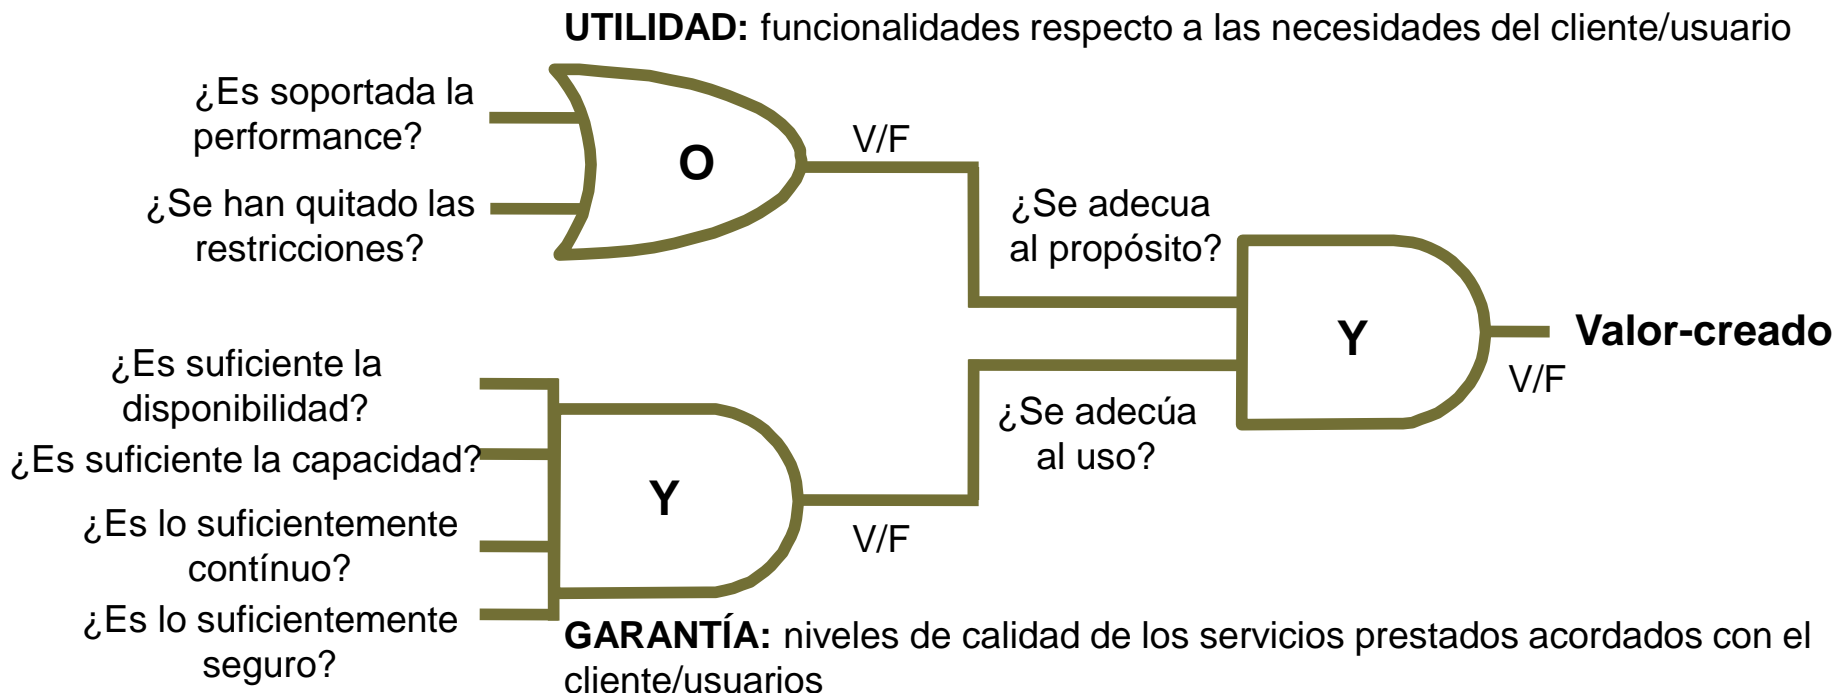 UTILIDAD: funcionalidades respecto a las necesidades del cliente/usuario
¿Es soportada la
performance?
O
V/F
¿Se han quitado las
restricciones?
¿Se adecua
al propósito?
Y
Valor-creado
V/F
¿Es suficiente la
disponibilidad?
¿Se adecúa
al uso?
¿Es suficiente la capacidad?
Y
V/F
¿Es lo suficientemente
contínuo?
¿Es lo suficientemente
seguro?
GARANTÍA: niveles de calidad de los servicios prestados acordados con el
cliente/usuarios